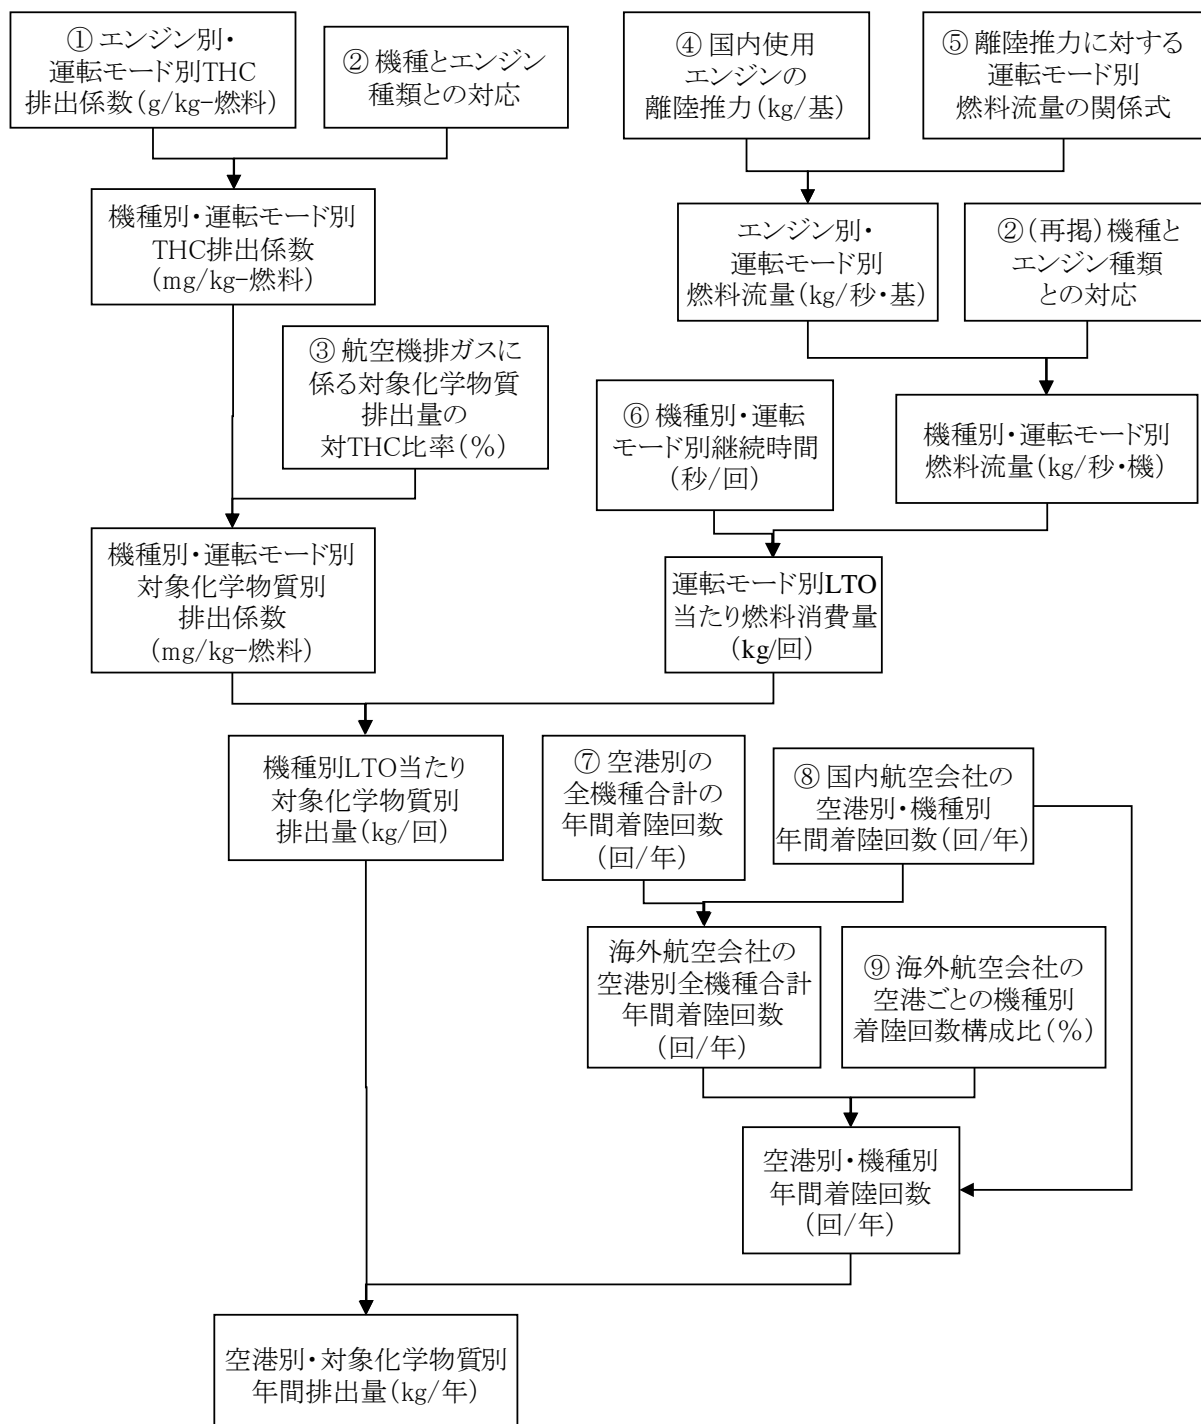 ① エンジン別・
運転モード別THC
排出係数(g/kg-燃料)
② 機種とエンジン
種類との対応
④ 国内使用
エンジンの
離陸推力(kg/基)
⑤ 離陸推力に対する
運転モード別
燃料流量の関係式
機種別・運転モード別
THC排出係数
(mg/kg-燃料)
エンジン別・
運転モード別
燃料流量(kg/秒・基)
②(再掲)機種と
エンジン種類
との対応
③ 航空機排ガスに
係る対象化学物質
排出量の
対THC比率(%)
⑥ 機種別・運転
モード別継続時間
(秒/回)
機種別・運転モード別
燃料流量(kg/秒・機)
機種別・運転モード別
対象化学物質別
排出係数
(mg/kg-燃料)
運転モード別LTO
当たり燃料消費量
(kg/回)
機種別LTO当たり
対象化学物質別
排出量(kg/回)
⑦ 空港別の
全機種合計の
年間着陸回数
(回/年)
⑧ 国内航空会社の
空港別・機種別
年間着陸回数(回/年)
海外航空会社の
空港別全機種合計
年間着陸回数
(回/年)
⑨ 海外航空会社の
空港ごとの機種別
着陸回数構成比(%)
空港別・機種別
年間着陸回数
(回/年)
空港別・対象化学物質別
年間排出量(kg/年)